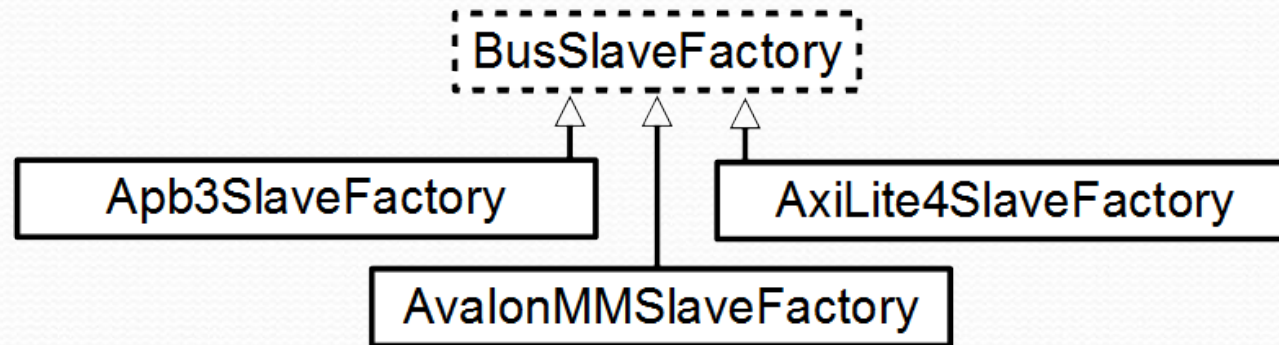 BusSlaveFactory
Apb3SlaveFactory
AxiLite4SlaveFactory
AvalonMMSlaveFactory